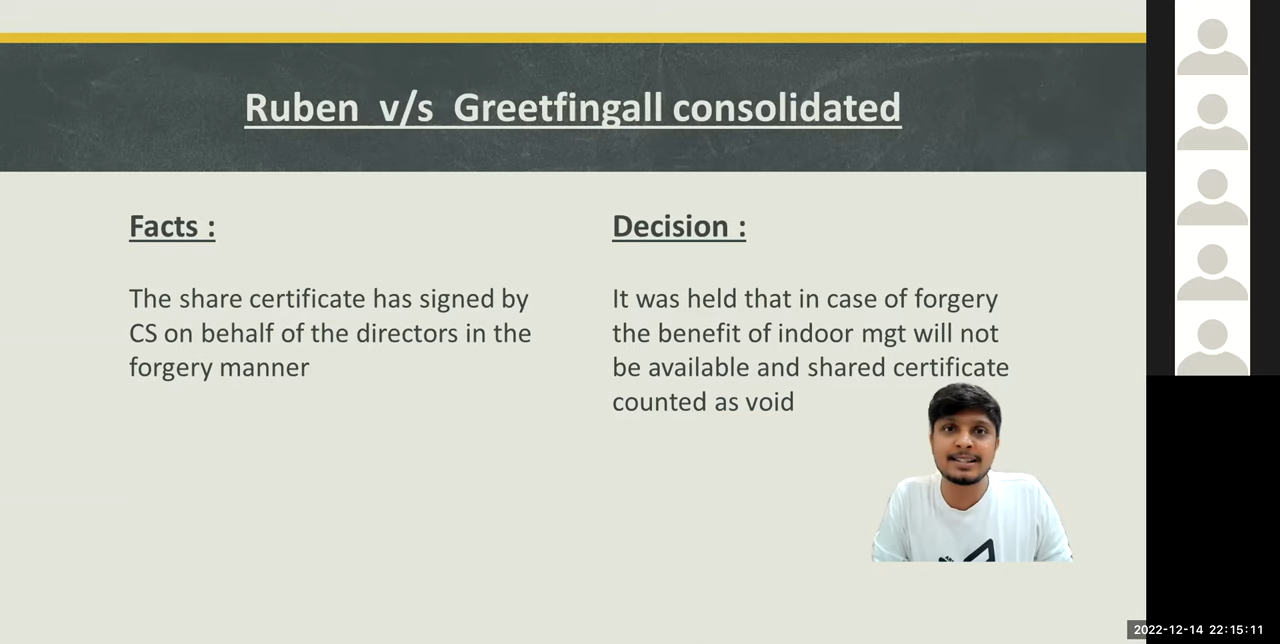 Ruben v/s Greetfingall consolidated
Facts :
The share certificate has signed by
CS on behalf of the directors in the
forgery manner
Decision :
It was held that in case of forgery
the benefit of indoor mgt will not
be available and shared certificate
counted as void
2022-12-14 22:15:11